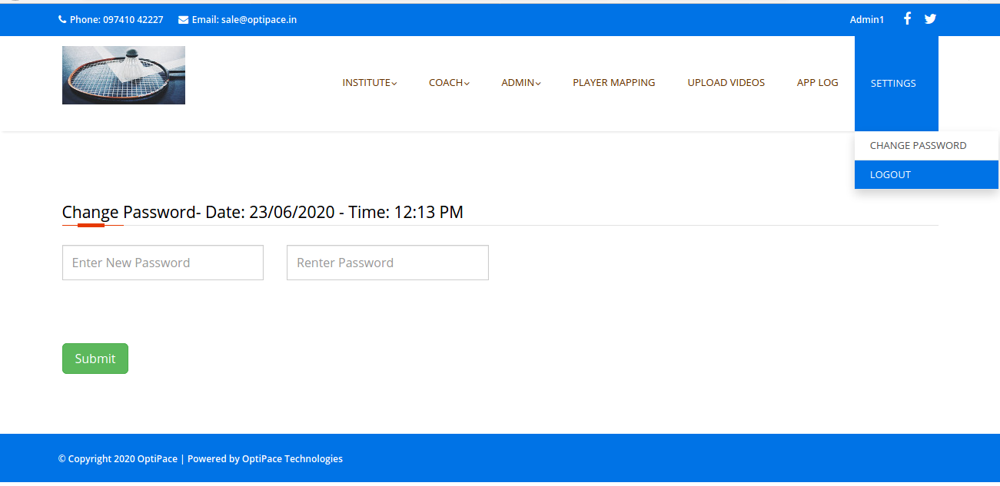 Phone: 097410 42227 Email: sale@optipace.in Admin1
INSTITUTE COACH ADMIN PLAYER MAPPING UPLOAD VIDEOS APP LOG SETTINGS
CHANGE PASSWORD
LOGOUT
Change Password- Date: 23/06/2020 - Time: 12:13 PM
Enter New Password Renter Password
Submit
© Copyright 2020 OptiPace | Powered by OptiPace Technologies